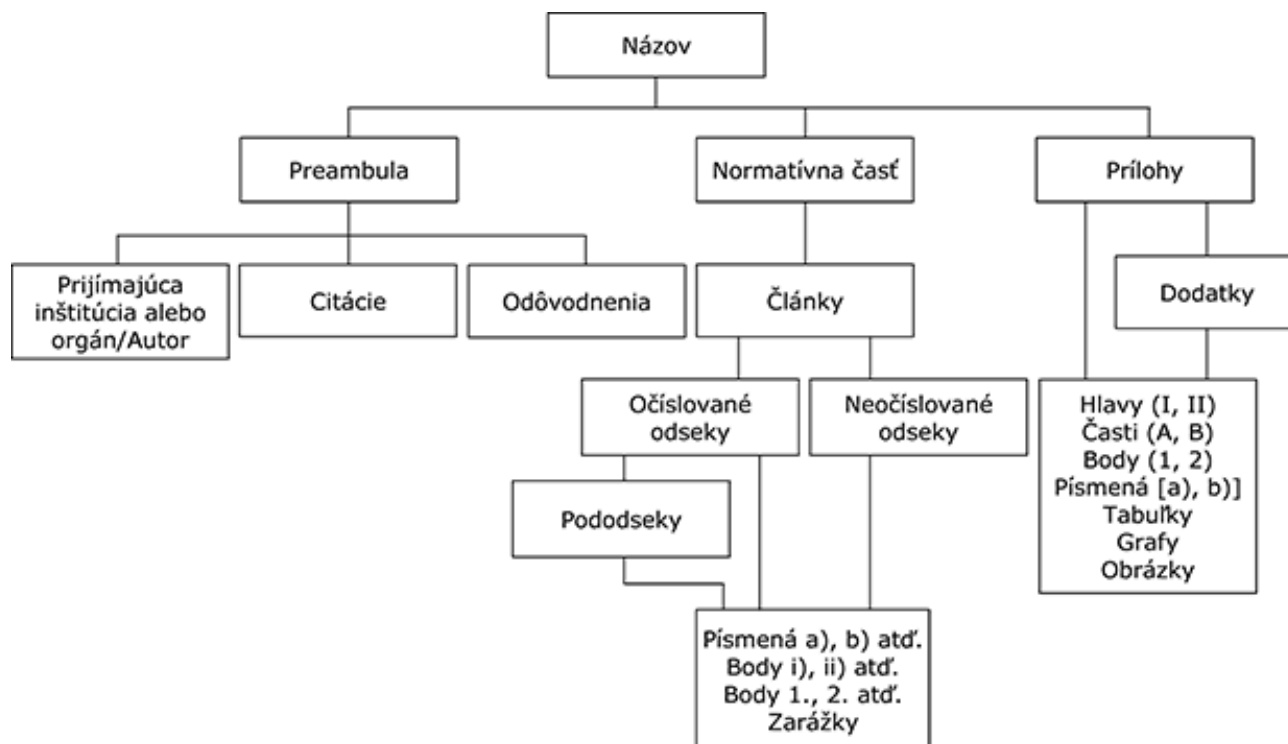 Názov
Preambula
Normatívna časť
Prílohy
Prijímajúca
inštitúcia alebo
orgán/Autor
Citácie
Odôvodnenia
Články
Dodatky
Očíslované
odseky
Neočíslované
odseky
Hlavy (I, II)
Časti (A, B)
Body (1, 2)
Písmená [a), b)]
Tabuľky
Grafy
Obrázky
Pododseky
Písmená a), b) atď.
Body i), ii) atď.
Body 1., 2. atď.
Zarážky